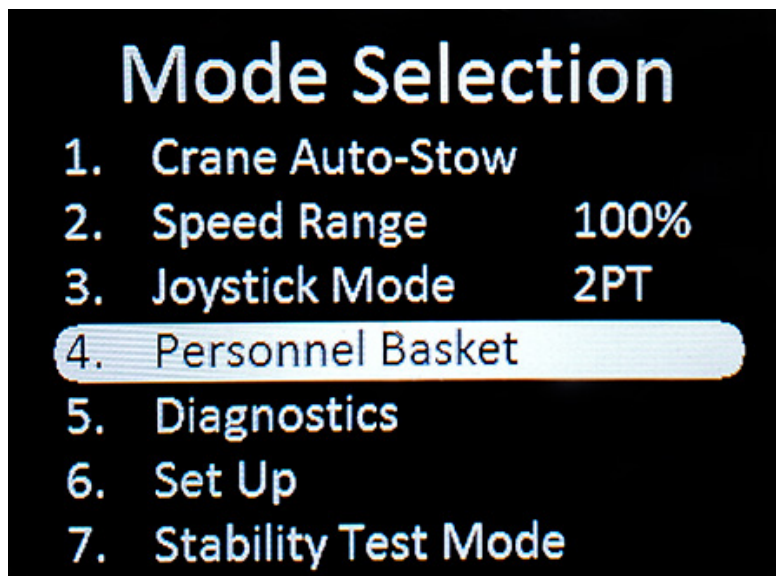 Mode Selection
1. Crane Auto-Stow
2. Speed Range 100%
3. Joystick Mode 2PT
4. Personnel Basket
5. Diagnostics
6. Set Up
7. Stability Test Mode